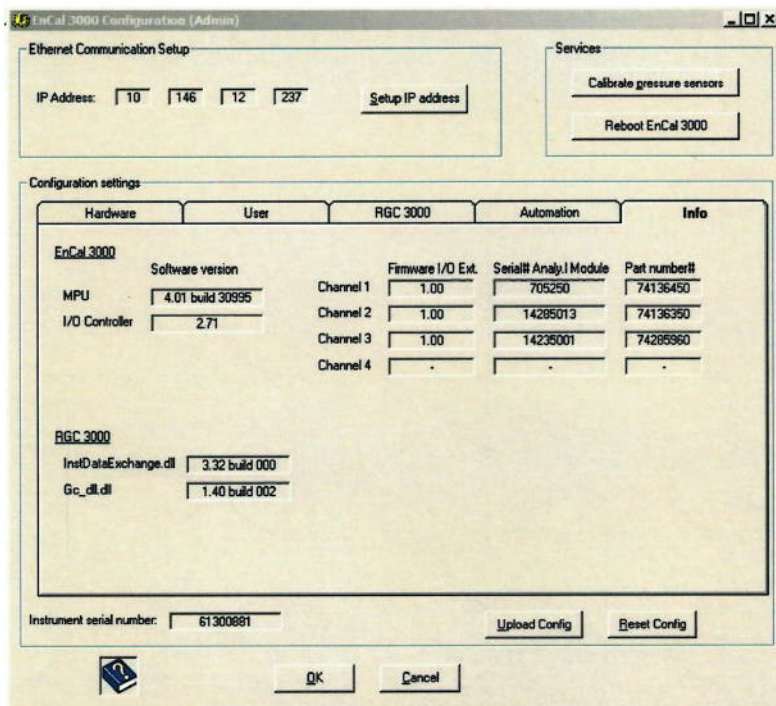 EnCal 3000 Configuration (Admin)
Ethernet Communication Setup
IP Address: 10 146 12 237 Setup IP address
Services
Calibrate pressure sensors
Reboot EnCal 3000
Configuration settings
Hardware User RGC 3000 Automation Info
EnCal 3000
Software version
MPU 4.01 build 30995
I/O Controller 2.71
Firmware I/O Ext. Serial# Analy.l Module Part number#
Channel 1 1.00 705250 74136450
Channel 2 1.00 14285013 74136350
Channel 3 1.00 14235001 74285960
Channel 4 - - -
RGC 3000
InstDataExchange.dll 3.32 build 000
Gc_dll.dll 1.40 build 002
Instrument serial number: 61300881 Upload Config Reset Config
OK Cancel